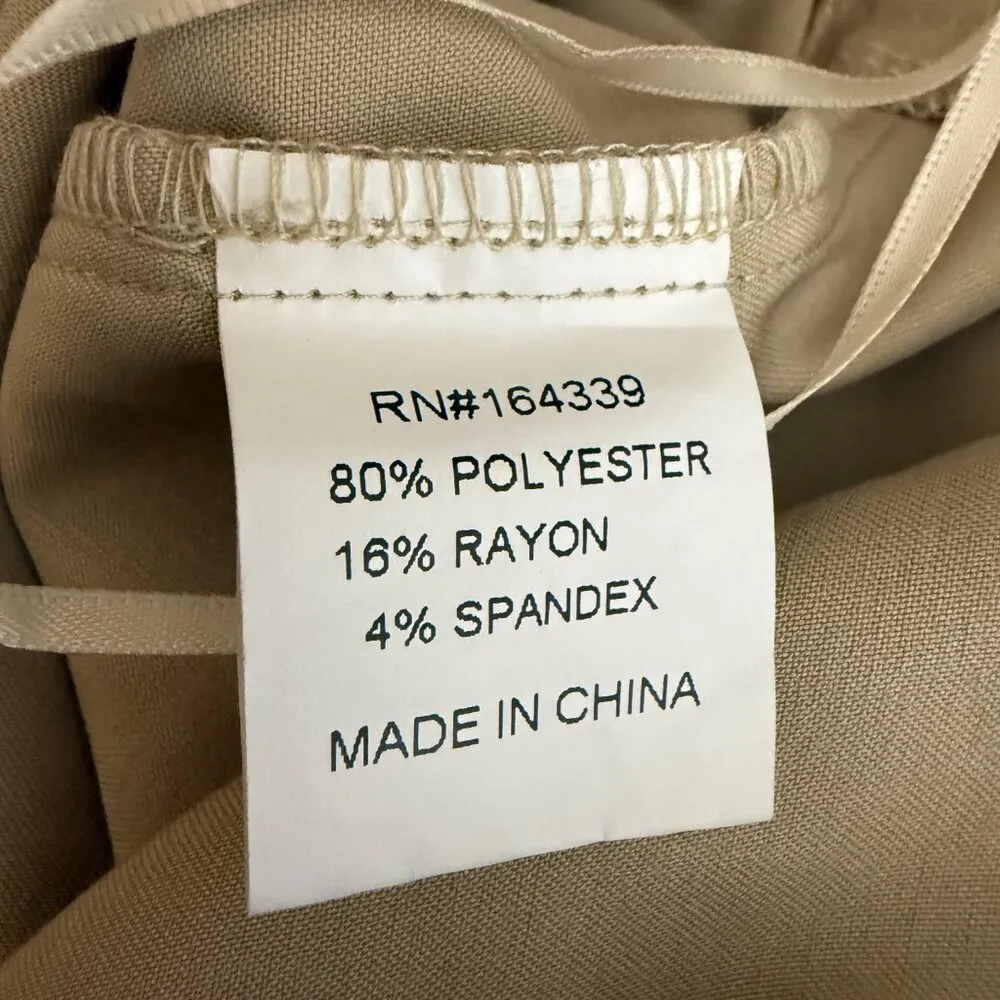 RN#164339
80% POLYESTER
16% RAYON
4% SPANDEX
MADE IN CHINA